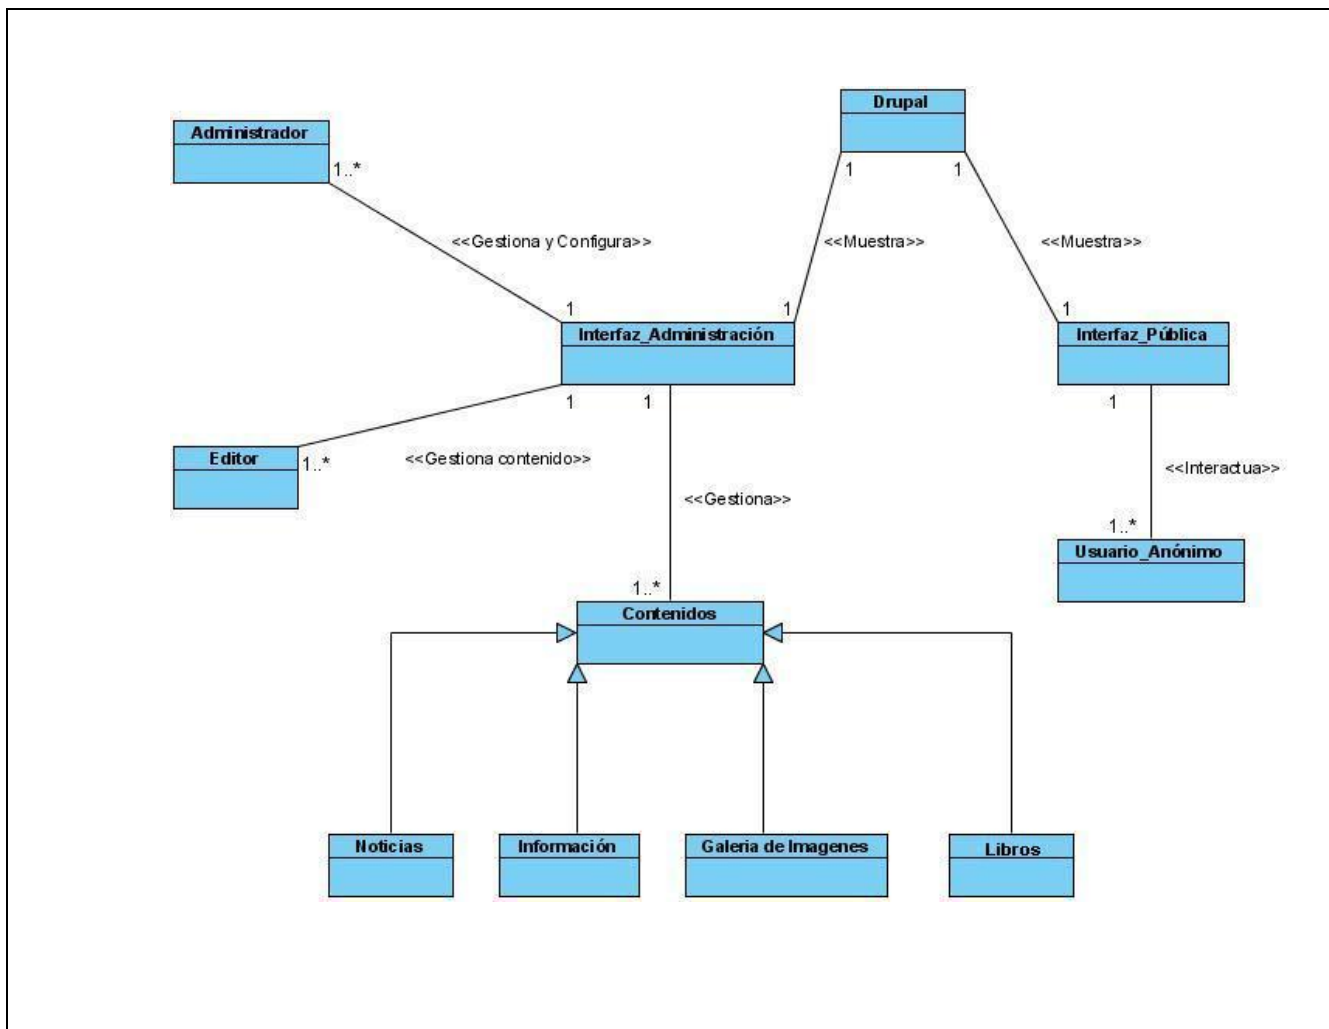 Drupal
Administrador
1..*
1
1
<<Gestiona y Configura>>
<<Muestra>>
<<Muestra>>
1
1
1
Interfaz_Administración
Interfaz_Pública
1
1
1
Editor
1..*
<<Gestiona contenido>>
<<Interactua>>
<<Gestiona>>
1..*
Usuario_Anónimo
1..*
Contenidos
Noticias
Información
Galeria de Imagenes
Libros